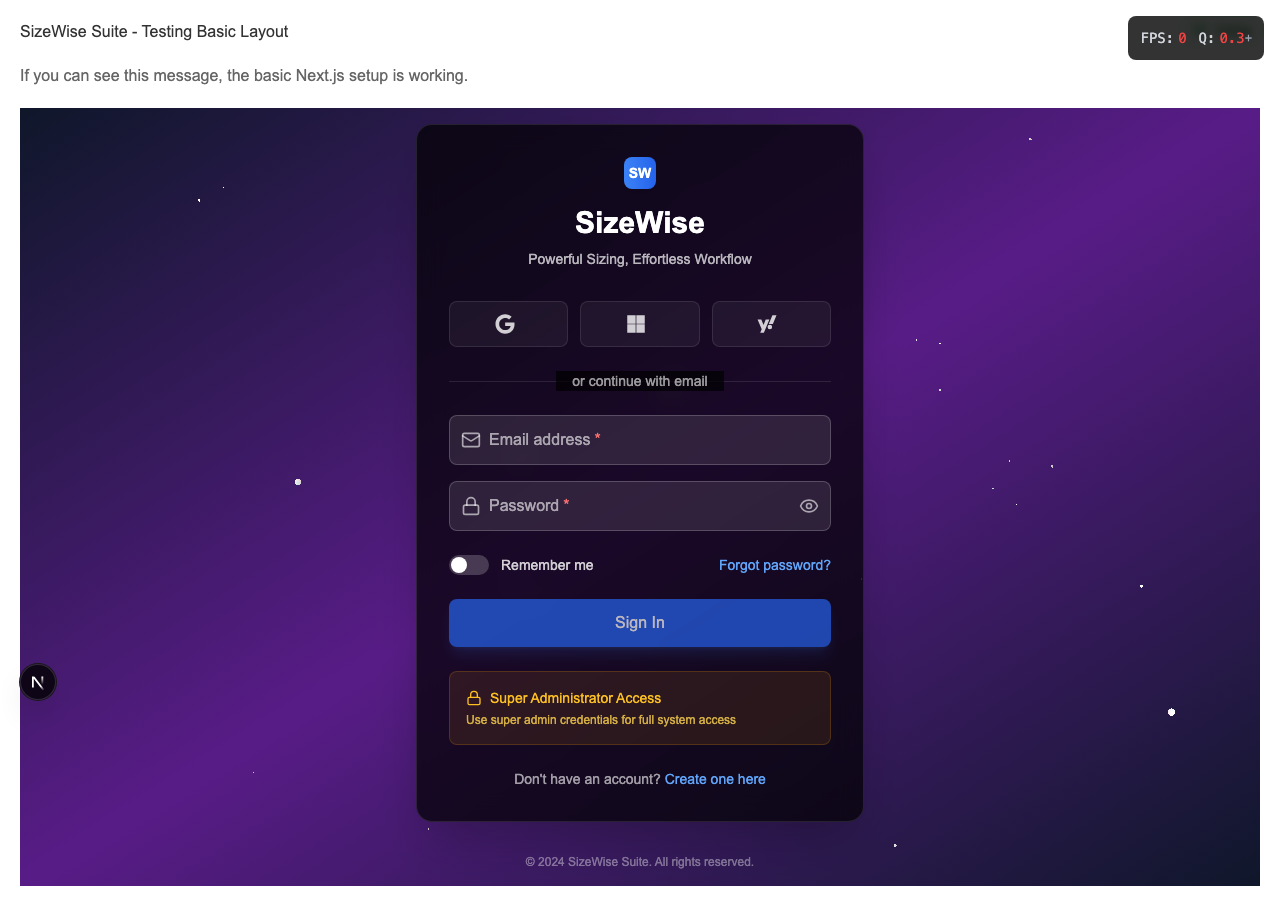 SizeWise Suite - Testing Basic Layout
FPS: 0 Q: 0.3+
If you can see this message, the basic Next.js setup is working.
SW
SizeWise
Powerful Sizing, Effortless Workflow
G
y!
or continue with email
Email address *
Password *
Remember me
Forgot password?
Sign In
N
Super Administrator Access
Use super admin credentials for full system access
Don't have an account? Create one here
© 2024 SizeWise Suite. All rights reserved.